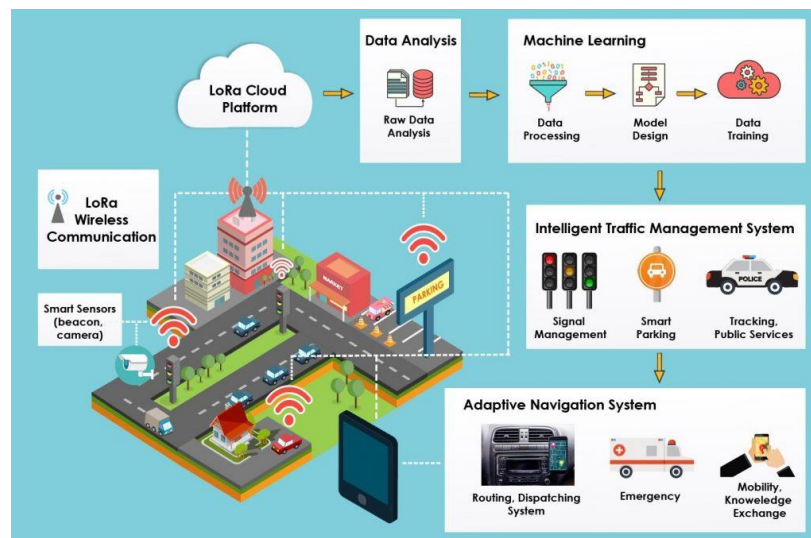 LoRa Cloud
Platform
Data Analysis
Raw Data
Analysis
Machine Learning
Data
Processing
Model
Design
Data
Training
LoRa
Wireless
Communication
Smart Sensors
(beacon,
camera)
MARKET
PARKING
Intelligent Traffic Management System
Signal
Management
Smart
Parking
POLICE
Tracking,
Public Services
Adaptive Navigation System
Routing, Dispatching
System
Emergency
Mobility,
Knoweledge
Exchange